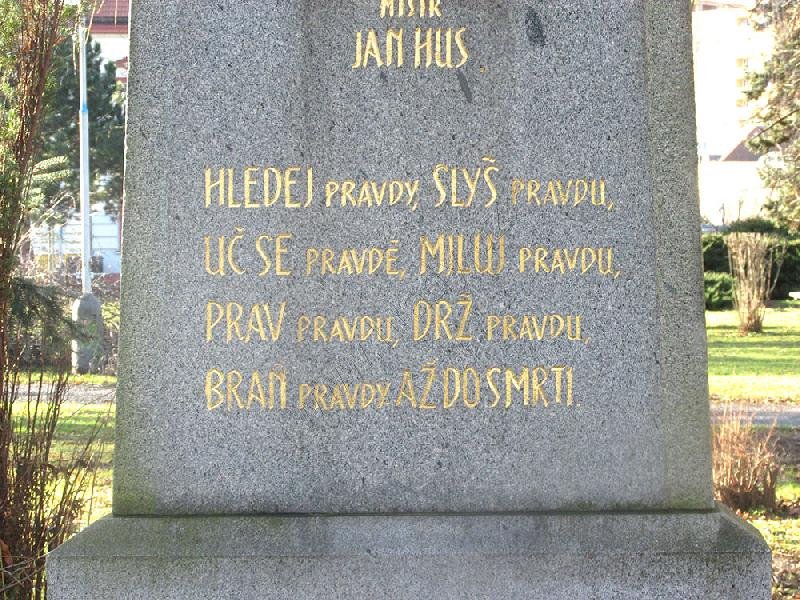 MISTR
JAN HUS
HLEDEJ PRAVDY, SLYŠ PRAVDU,
UČ SE PRAVDĚ, MILUJ PRAVDU,
PRAV PRAVDU, DRŽ PRAVDU,
BRAŇ PRAVDY AŽ DO SMRTI.